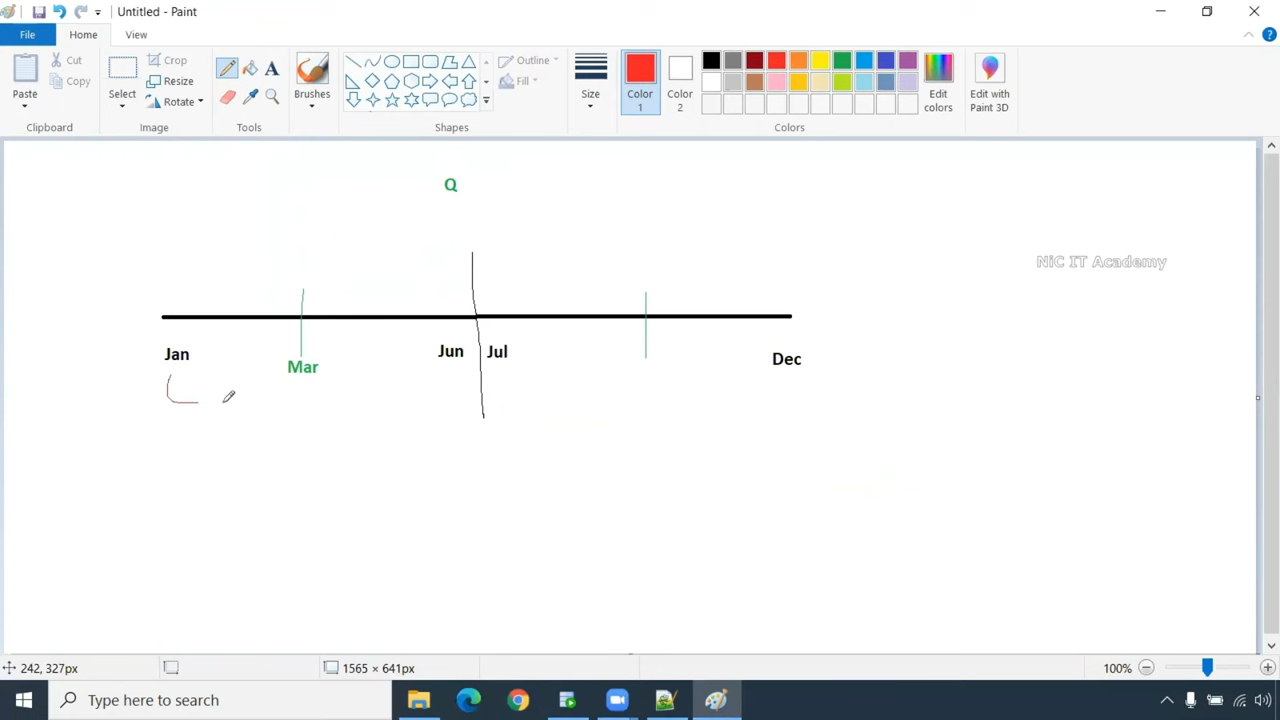 Untitled - Paint
File
Home
View
Paste
Cut
Copy
Clipboard
Select
Crop
Resize
Rotate
Image
A
Tools
Brushes
Shapes
Outline
Fill
Size
Color
1
Color
2
Edit
colors
Edit with
Paint 3D
Colors
Q
NiC IT Academy
Jan
Mar
Jun
Jul
Dec
242, 327px
1565 × 641px
100%
Type here to search